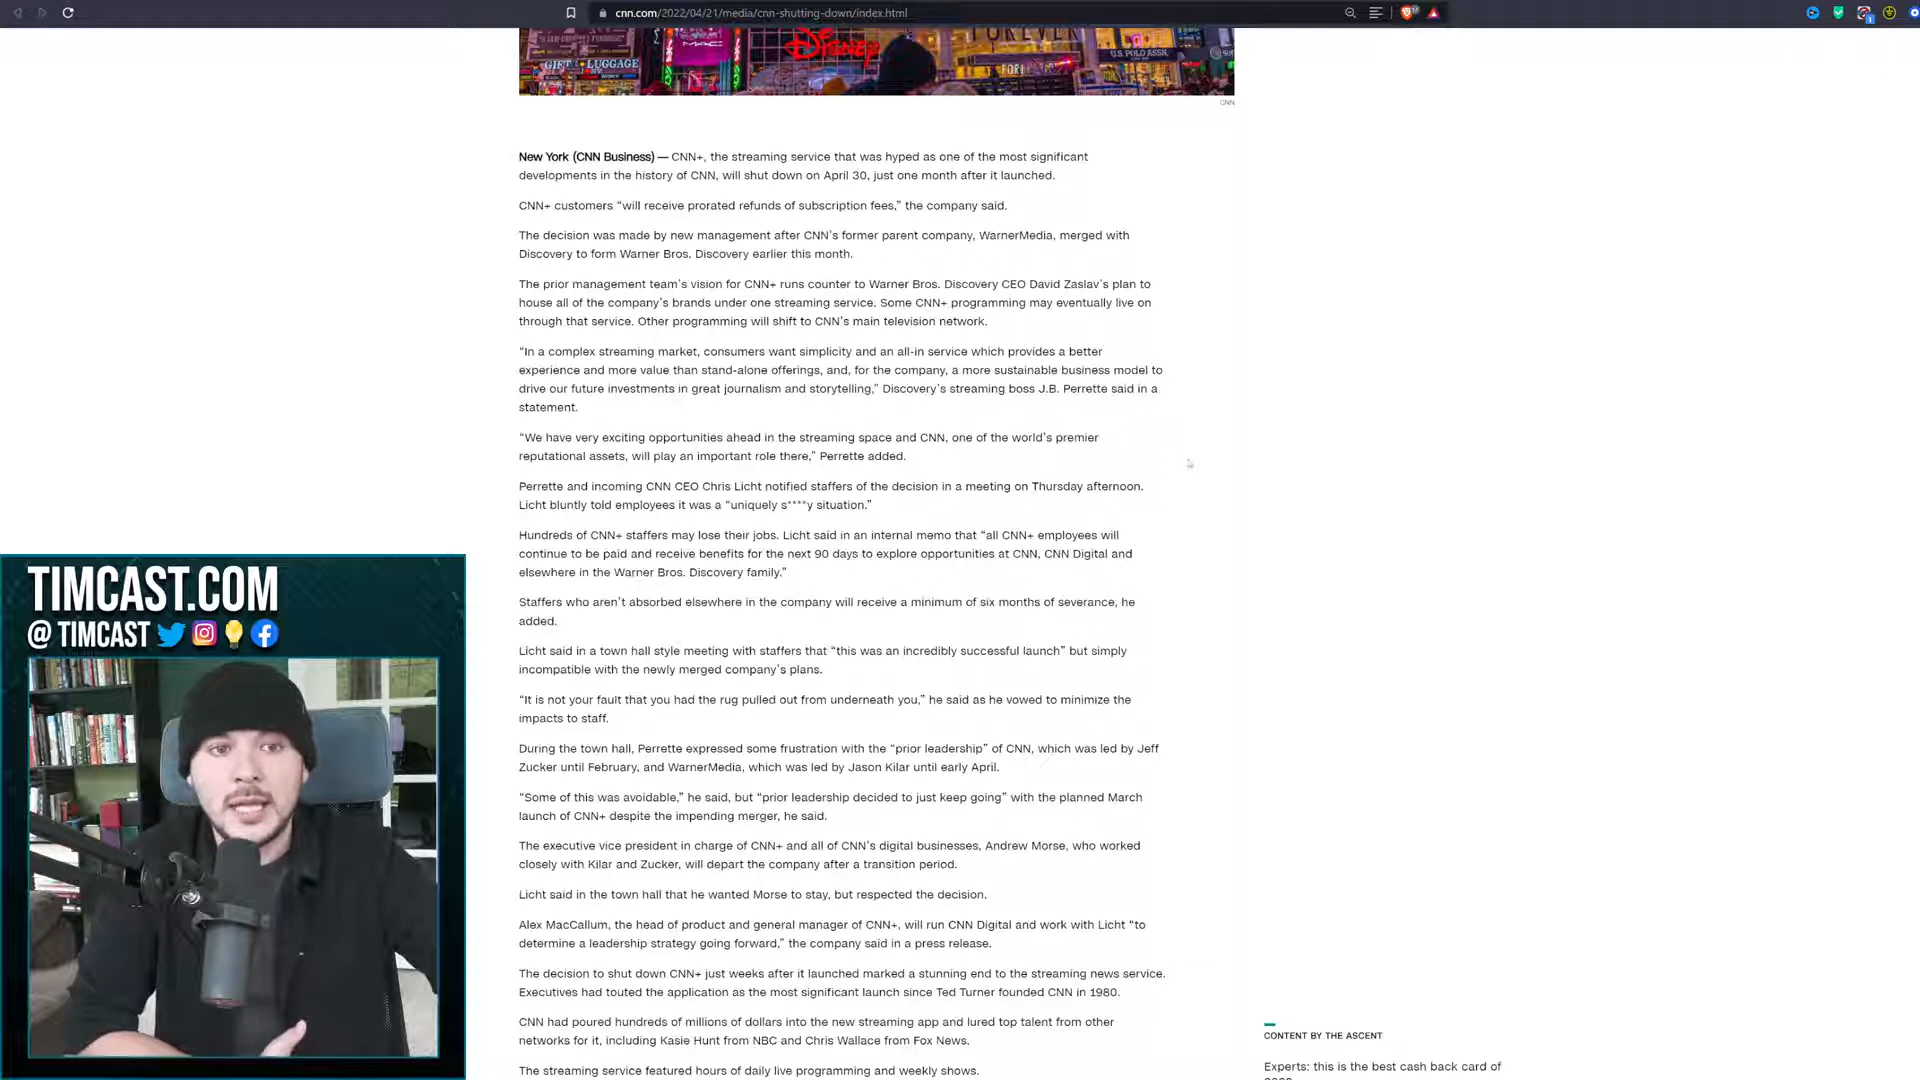 cnn.com/2022/04/21/media/cnn-shutting-down/index.html
MAC
DISNEP
FOREVER
U.S. POLO ASSN.
GIFT LUGGAGE
CNN
New York (CNN Business) — CNN+, the streaming service that was hyped as one of the most significant
developments in the history of CNN, will shut down on April 30, just one month after it launched.
CNN+ customers “will receive prorated refunds of subscription fees,” the company said.
The decision was made by new management after CNN’s former parent company, WarnerMedia, merged with
Discovery to form Warner Bros. Discovery earlier this month.
The prior management team’s vision for CNN+ runs counter to Warner Bros. Discovery CEO David Zaslav’s plan to
house all of the company’s brands under one streaming service. Some CNN+ programming may eventually live on
through that service. Other programming will shift to CNN’s main television network.
“In a complex streaming market, consumers want simplicity and an all-in service which provides a better
experience and more value than stand-alone offerings, and, for the company, a more sustainable business model to
drive our future investments in great journalism and storytelling,” Discovery’s streaming boss J.B. Perrette said in a
statement.
“We have very exciting opportunities ahead in the streaming space and CNN, one of the world’s premier
reputational assets, will play an important role there,” Perrette added.
Perrette and incoming CNN CEO Chris Licht notified staffers of the decision in a meeting on Thursday afternoon.
Licht bluntly told employees it was a “uniquely s****y situation.”
Hundreds of CNN+ staffers may lose their jobs. Licht said in an internal memo that “all CNN+ employees will
continue to be paid and receive benefits for the next 90 days to explore opportunities at CNN, CNN Digital and
elsewhere in the Warner Bros. Discovery family.”
Staffers who aren’t absorbed elsewhere in the company will receive a minimum of six months of severance, he
added.
Licht said in a town hall style meeting with staffers that “this was an incredibly successful launch” but simply
incompatible with the newly merged company’s plans.
“It is not your fault that you had the rug pulled out from underneath you,” he said as he vowed to minimize the
impacts to staff.
During the town hall, Perrette expressed some frustration with the “prior leadership” of CNN, which was led by Jeff
Zucker until February, and WarnerMedia, which was led by Jason Kilar until early April.
“Some of this was avoidable,” he said, but “prior leadership decided to just keep going” with the planned March
launch of CNN+ despite the impending merger, he said.
The executive vice president in charge of CNN+ and all of CNN’s digital businesses, Andrew Morse, who worked
closely with Kilar and Zucker, will depart the company after a transition period.
Licht said in the town hall that he wanted Morse to stay, but respected the decision.
Alex MacCallum, the head of product and general manager of CNN+, will run CNN Digital and work with Licht “to
determine a leadership strategy going forward,” the company said in a press release.
The decision to shut down CNN+ just weeks after it launched marked a stunning end to the streaming news service.
Executives had touted the application as the most significant launch since Ted Turner founded CNN in 1980.
CNN had poured hundreds of millions of dollars into the new streaming app and lured top talent from other
networks for it, including Kasie Hunt from NBC and Chris Wallace from Fox News.
The streaming service featured hours of daily live programming and weekly shows.
CONTENT BY THE ASCENT
Experts: this is the best cash back card of
TIMCAST.COM
@ TIMCAST